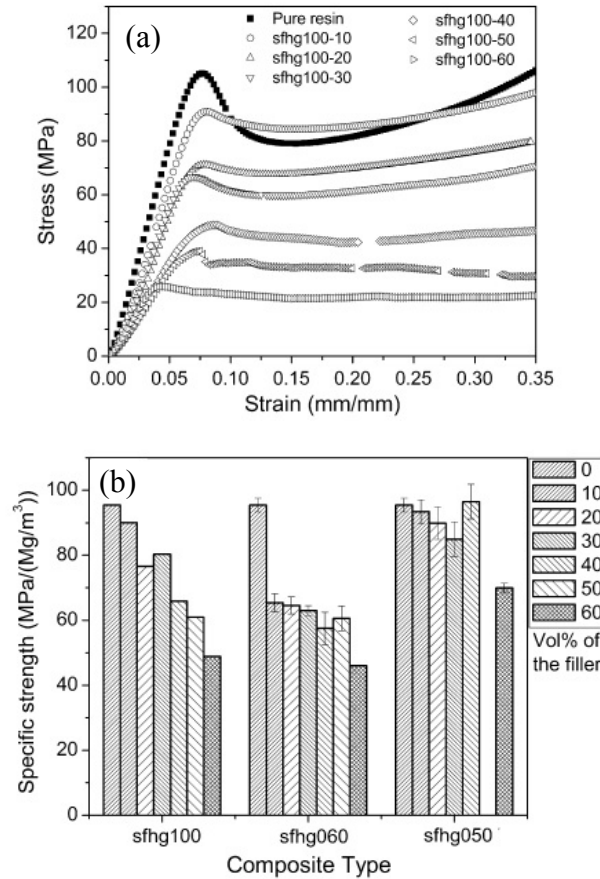 (a)
Pure resin
sfhg100-10
sfhg100-20
sfhg100-30
sfhg100-40
sfhg100-50
sfhg100-60
120
100
80
60
40
20
0
Stress (MPa)
0.00 0.05 0.10 0.15 0.20 0.25 0.30 0.35
Strain (mm/mm)
(b)
0
10
20
30
40
50
60
Vol% of
the filler
100
80
60
40
20
0
Specific strength (MPa/(Mg/m³))
sfhg100 sfhg060 sfhg050
Composite Type